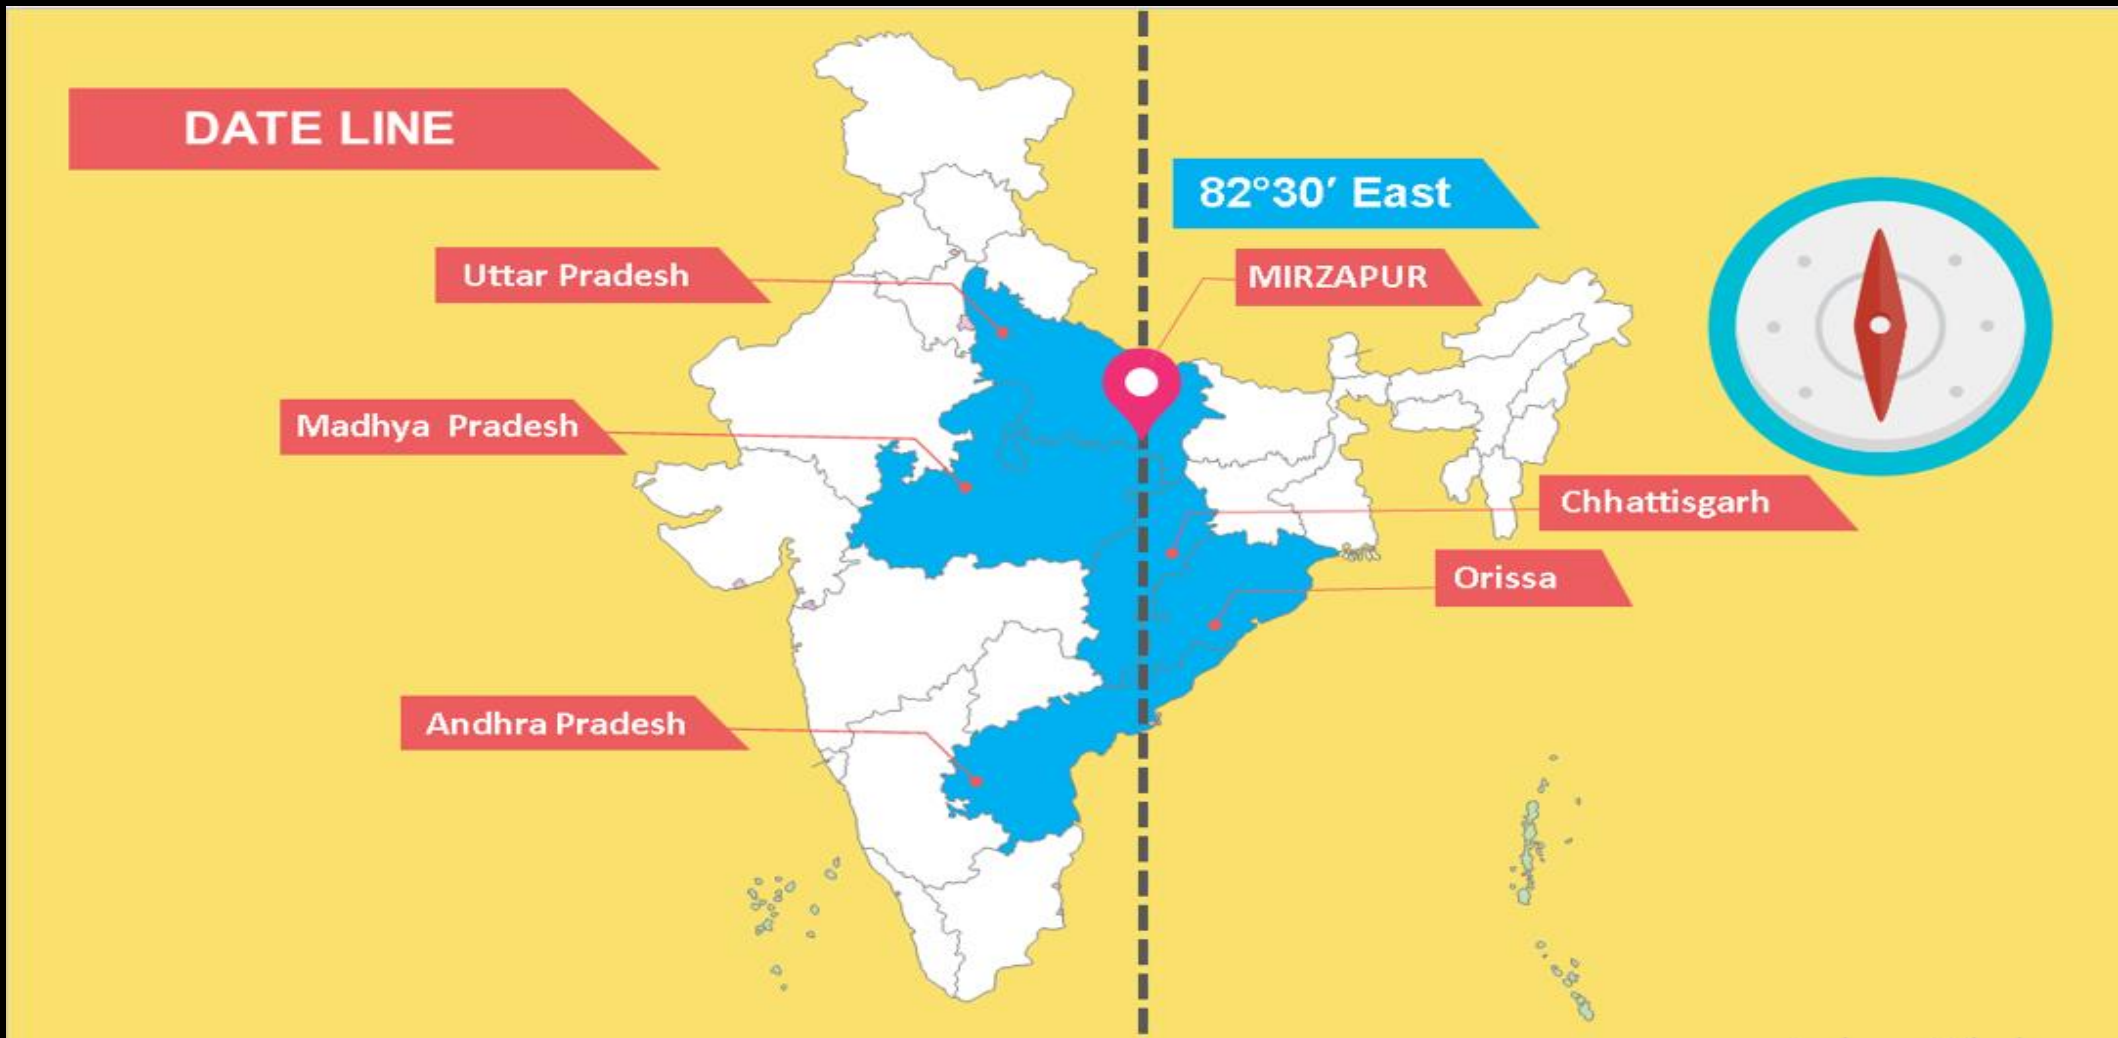 DATE LINE
82°30′ East
Uttar Pradesh
MIRZAPUR
Madhya Pradesh
Chhattisgarh
Orissa
Andhra Pradesh